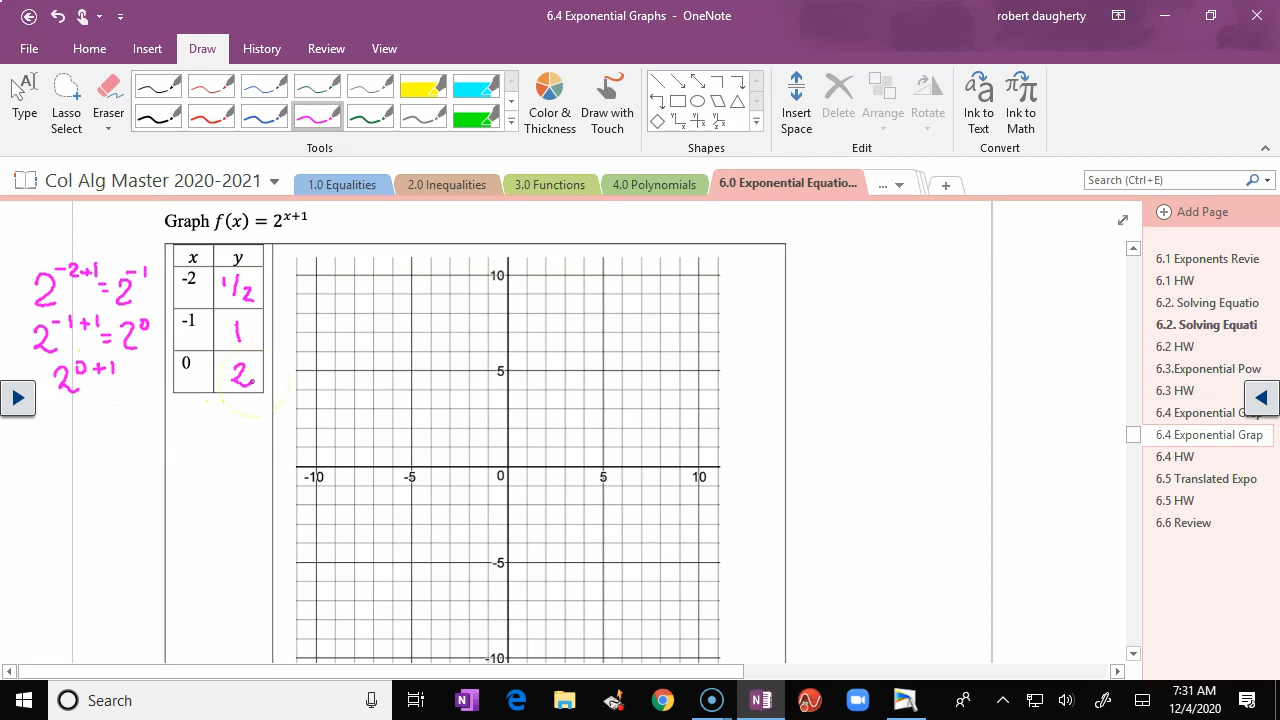 6.4 Exponential Graphs - OneNote
robert daugherty
File Home Insert Draw History Review View
Type
Lasso Select
Eraser
Color & Thickness
Draw with Touch
Insert Space
Delete
Arrange
Rotate
Ink to Text
Ink to Math
Tools
Shapes
Edit
Convert
Col Alg Master 2020-2021
1.0 Equalities
2.0 Inequalities
3.0 Functions
4.0 Polynomials
6.0 Exponential Equatio...
...
Search (Ctrl+E)
Add Page
6.1 Exponents Revie
6.1 HW
6.2. Solving Equatio
6.2. Solving Equati
6.2 HW
6.3.Exponential Pow
6.3 HW
6.4 Exponential Grap
6.4 Exponential Grap
6.4 HW
6.5 Translated Expo
6.5 HW
6.6 Review
Graph f(x) = 2^{x+1}
x y
-2 1/2
-1 1
0 2
2^{-2+1} = 2^{-1}
2^{-1+1} = 2^{0}
2^{0+1}
10
5
-10 -5 0 5 10
-5
-10
Search
7:31 AM
12/4/2020